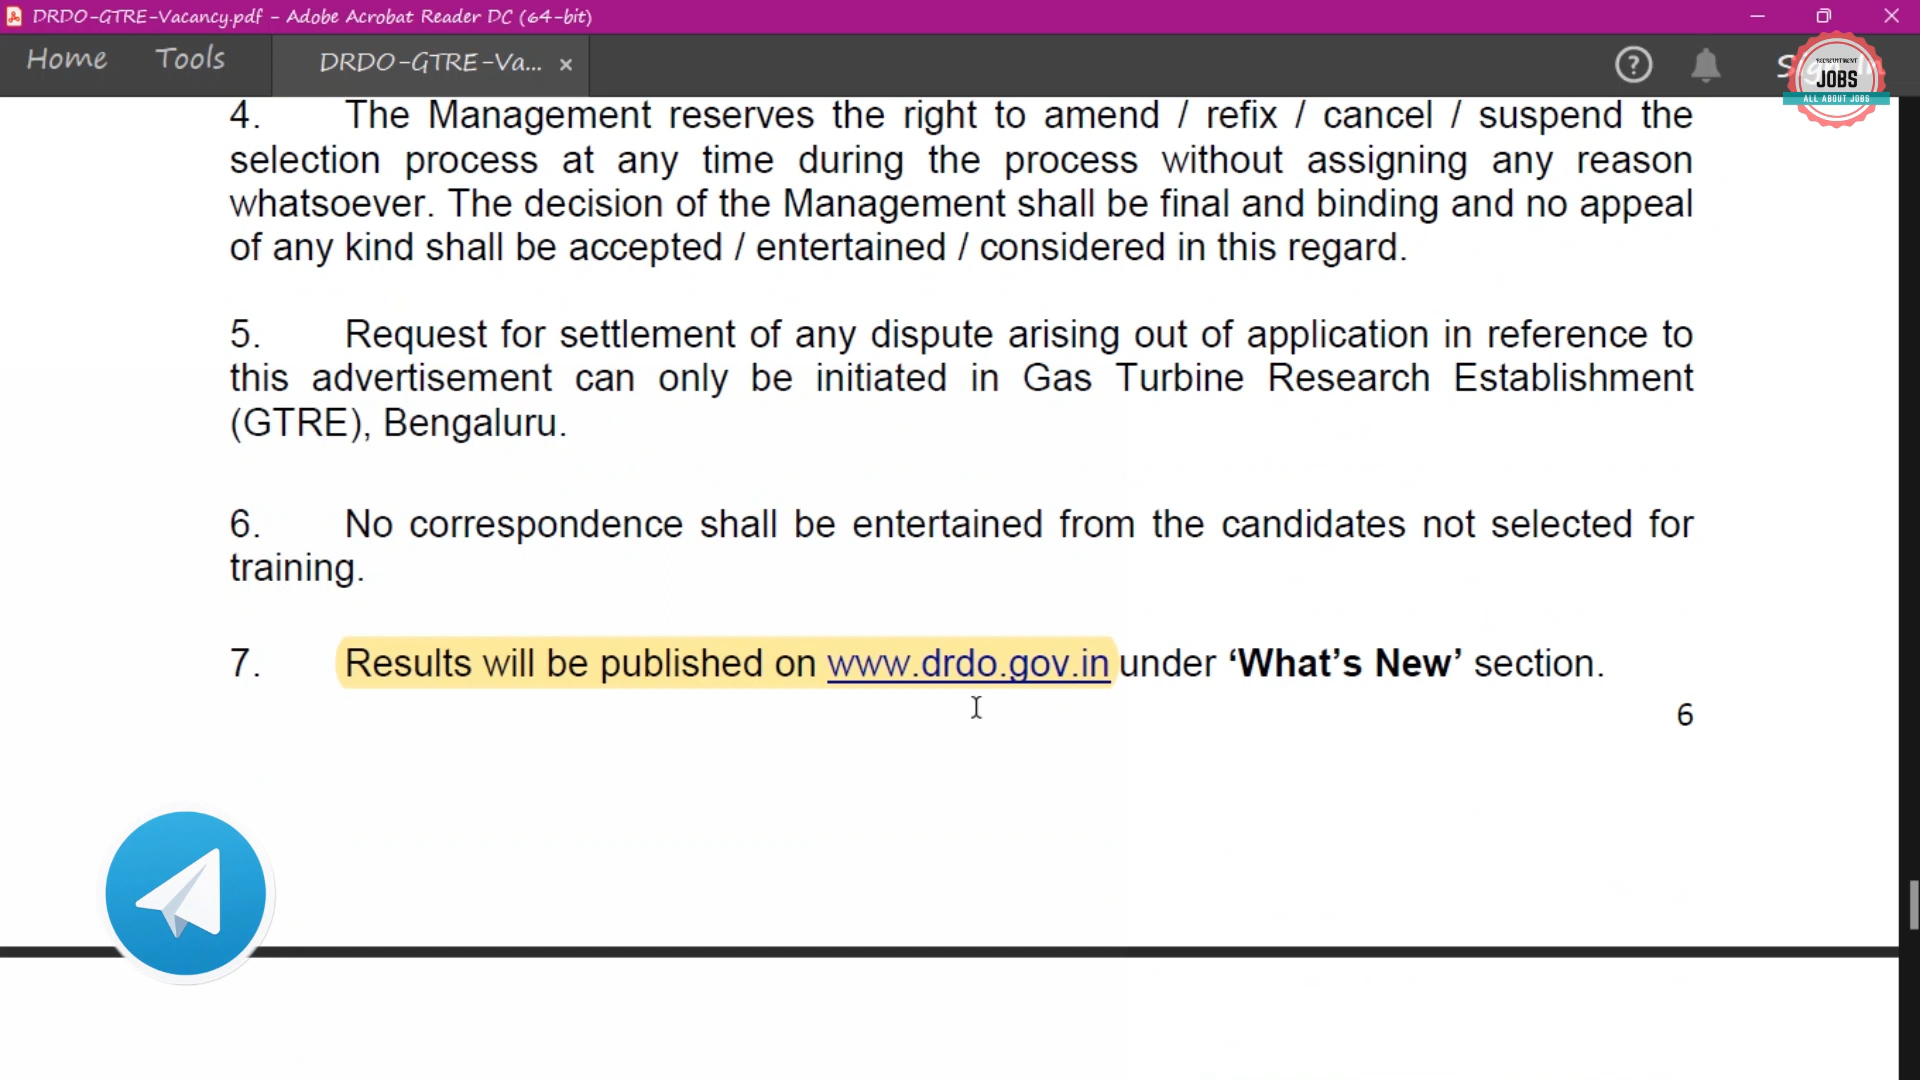 DRDO-GTRE-Vacancy.pdf - Adobe Acrobat Reader DC (64-bit)
Home Tools DRDO-GTRE-Va... ×
RECRUITMENT
JOBS
ALL ABOUT JOBS
4. The Management reserves the right to amend / refix / cancel / suspend the
selection process at any time during the process without assigning any reason
whatsoever. The decision of the Management shall be final and binding and no appeal
of any kind shall be accepted / entertained / considered in this regard.
5. Request for settlement of any dispute arising out of application in reference to
this advertisement can only be initiated in Gas Turbine Research Establishment
(GTRE), Bengaluru.
6. No correspondence shall be entertained from the candidates not selected for
training.
7. Results will be published on www.drdo.gov.in under ‘What’s New’ section.
6